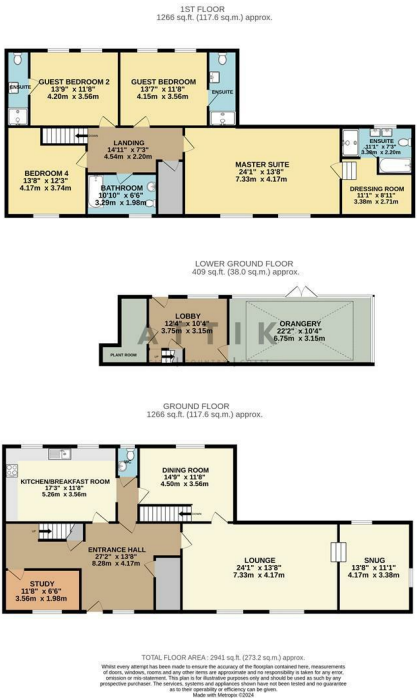 1ST FLOOR
1266 sq.ft. (117.6 sq.m.) approx.
ENSUITE
GUEST BEDROOM 2
13'9" x 11'8"
4.20m x 3.56m
GUEST BEDROOM
13'7" x 11'8"
4.15m x 3.56m
ENSUITE
LANDING
14'11" x 7'3"
4.54m x 2.20m
BEDROOM 4
13'8" x 12'3"
4.17m x 3.74m
BATHROOM
10'10" x 6'6"
3.29m x 1.98m
MASTER SUITE
24'1" x 13'8"
7.33m x 4.17m
ENSUITE
11'1" x 7'3"
3.38m x 2.20m
DRESSING ROOM
11'1" x 8'11"
3.38m x 2.71m
LOWER GROUND FLOOR
409 sq.ft. (38.0 sq.m.) approx.
ATTIK
LOBBY
12'4" x 10'4"
3.75m x 3.15m
ORANGERY
22'2" x 10'4"
6.75m x 3.15m
PLANT ROOM
GROUND FLOOR
1266 sq.ft. (117.6 sq.m.) approx.
KITCHEN/BREAKFAST ROOM
17'3" x 11'8"
5.26m x 3.56m
DINING ROOM
14'9" x 11'8"
4.50m x 3.56m
ENTRANCE HALL
27'2" x 13'8"
8.28m x 4.17m
LOUNGE
24'1" x 13'8"
7.33m x 4.17m
SNUG
13'8" x 11'1"
4.17m x 3.38m
STUDY
11'8" x 6'6"
3.56m x 1.98m
TOTAL FLOOR AREA : 2941 sq.ft. (273.2 sq.m.) approx.
Whilst every attempt has been made to ensure the accuracy of the floorplan contained here, measurements
of doors, windows, rooms and any other items are approximate and no responsibility is taken for any error,
omission or mis-statement. This plan is for illustrative purposes only and should be used as such by any
prospective purchaser. The services, systems and appliances shown have not been tested and no guarantee
as to their operability or efficiency can be given.
Made with Metropix ©2024